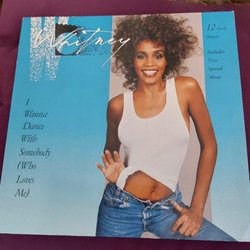 W
Whitney
12 Inch
Single
Includes
Two
Special
Mixes
I
Wanna
Dance
With
Somebody
(Who
Loves
Me)